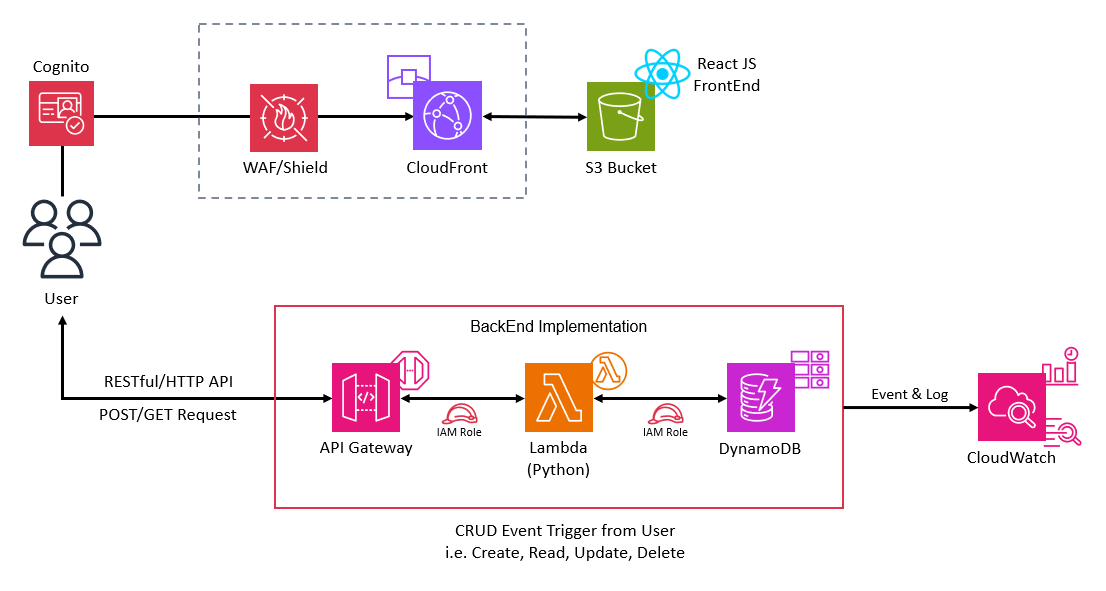 Cognito
React JS
FrontEnd
WAF/Shield
CloudFront
S3 Bucket
User
BackEnd Implementation
RESTful/HTTP API
POST/GET Request
IAM Role
IAM Role
Event & Log
API Gateway
Lambda
(Python)
DynamoDB
CloudWatch
CRUD Event Trigger from User
i.e. Create, Read, Update, Delete